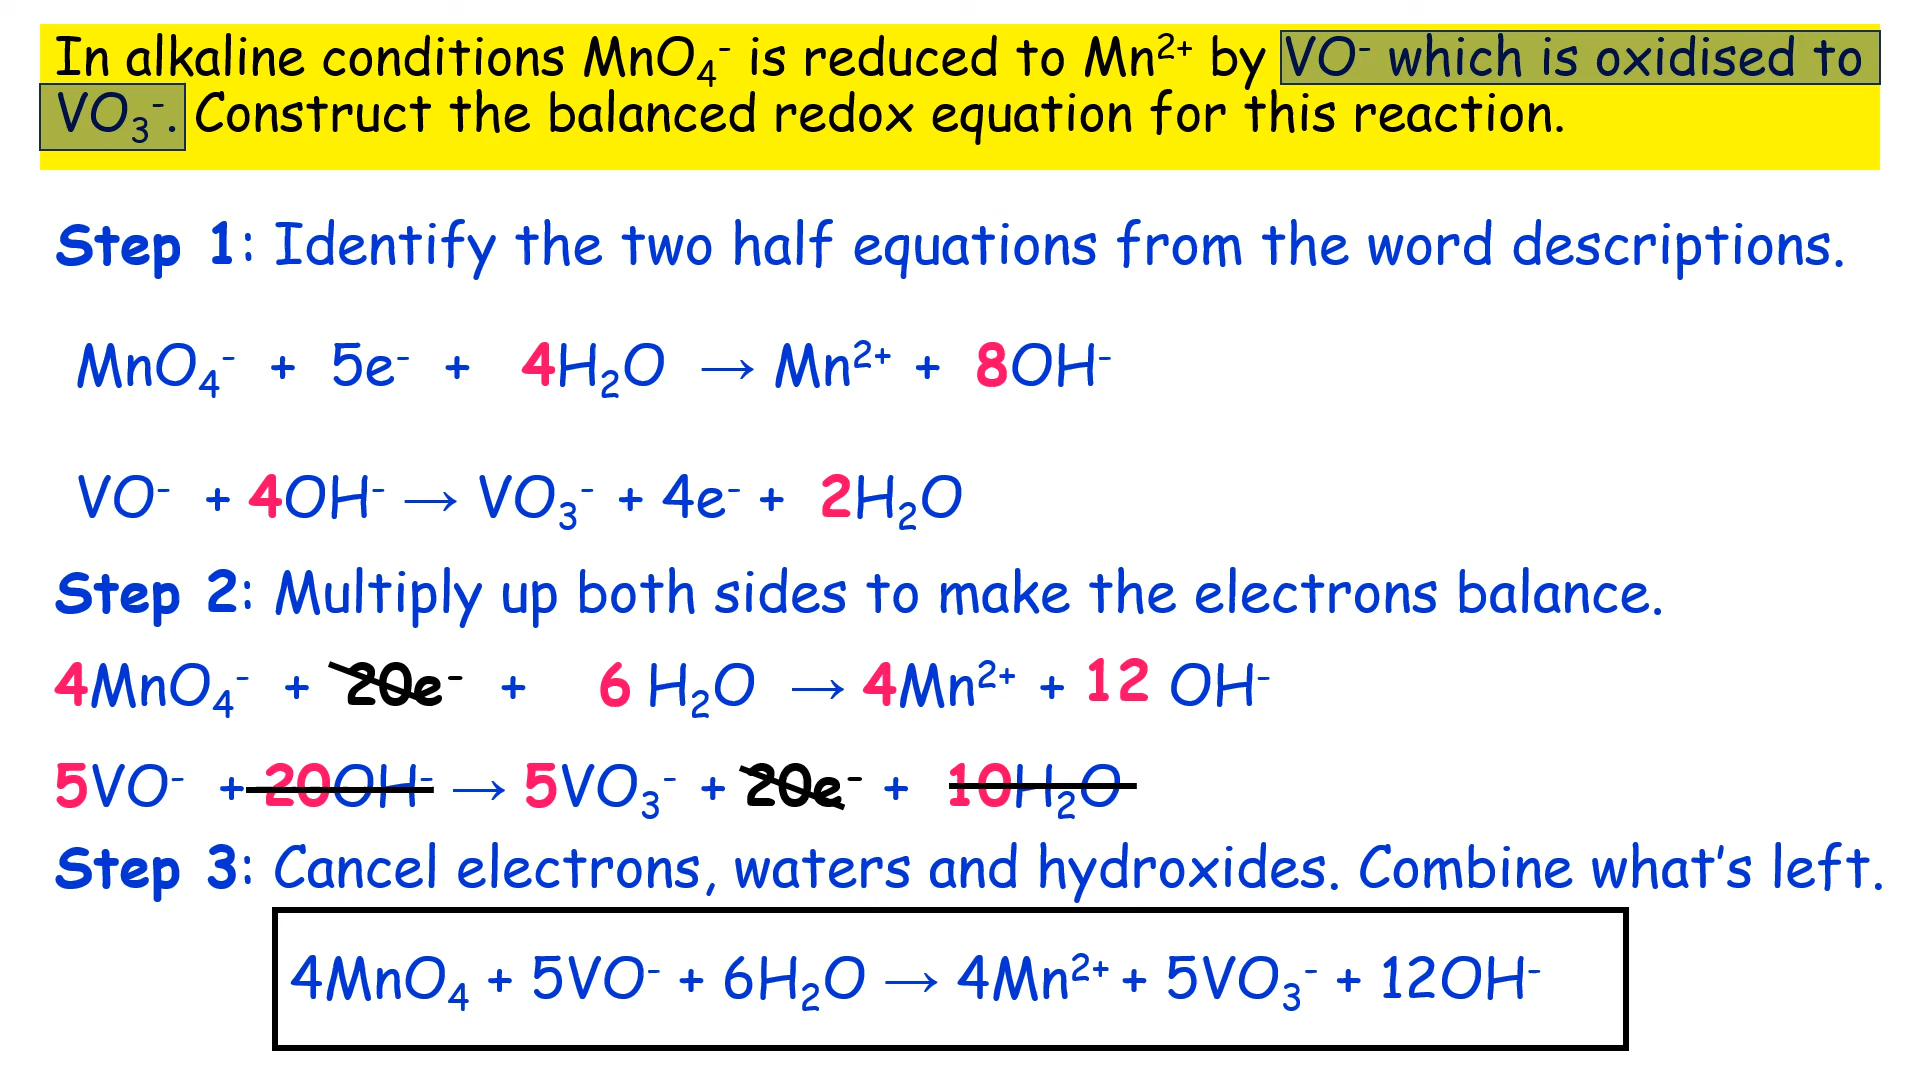 In alkaline conditions MnO₄⁻ is reduced to Mn²⁺ by VO⁻ which is oxidised to
VO₃⁻. Construct the balanced redox equation for this reaction.
Step 1: Identify the two half equations from the word descriptions.
MnO₄⁻ + 5e⁻ + 4H₂O → Mn²⁺ + 8OH⁻
VO⁻ + 4OH⁻ → VO₃⁻ + 4e⁻ + 2H₂O
Step 2: Multiply up both sides to make the electrons balance.
4MnO₄⁻ + 20e⁻ + 6 H₂O → 4Mn²⁺ + 12 OH⁻
5VO⁻ + 20OH⁻ → 5VO₃⁻ + 20e⁻ + 10H₂O
Step 3: Cancel electrons, waters and hydroxides. Combine what's left.
4MnO₄ + 5VO⁻ + 6H₂O → 4Mn²⁺ + 5VO₃⁻ + 12OH⁻